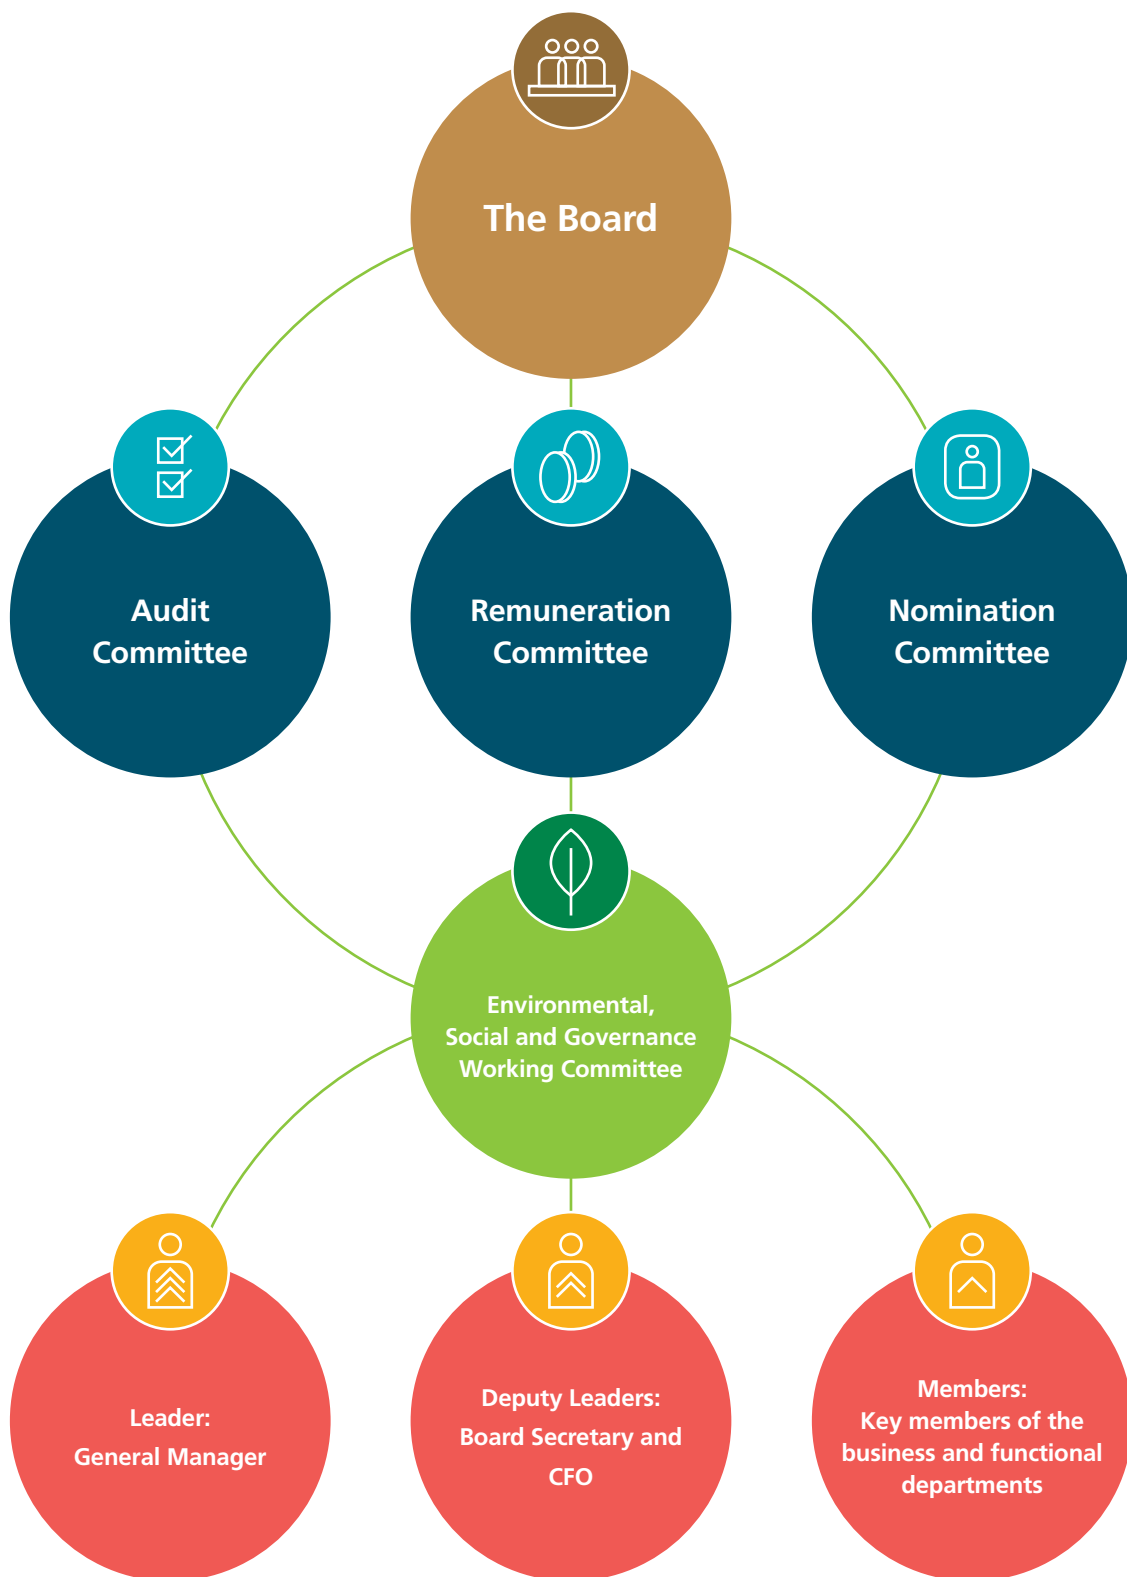 The Board
Audit
Committee
Remuneration
Committee
Nomination
Committee
Environmental,
Social and Governance
Working Committee
Leader:
General Manager
Deputy Leaders:
Board Secretary and
CFO
Members:
Key members of the
business and functional
departments